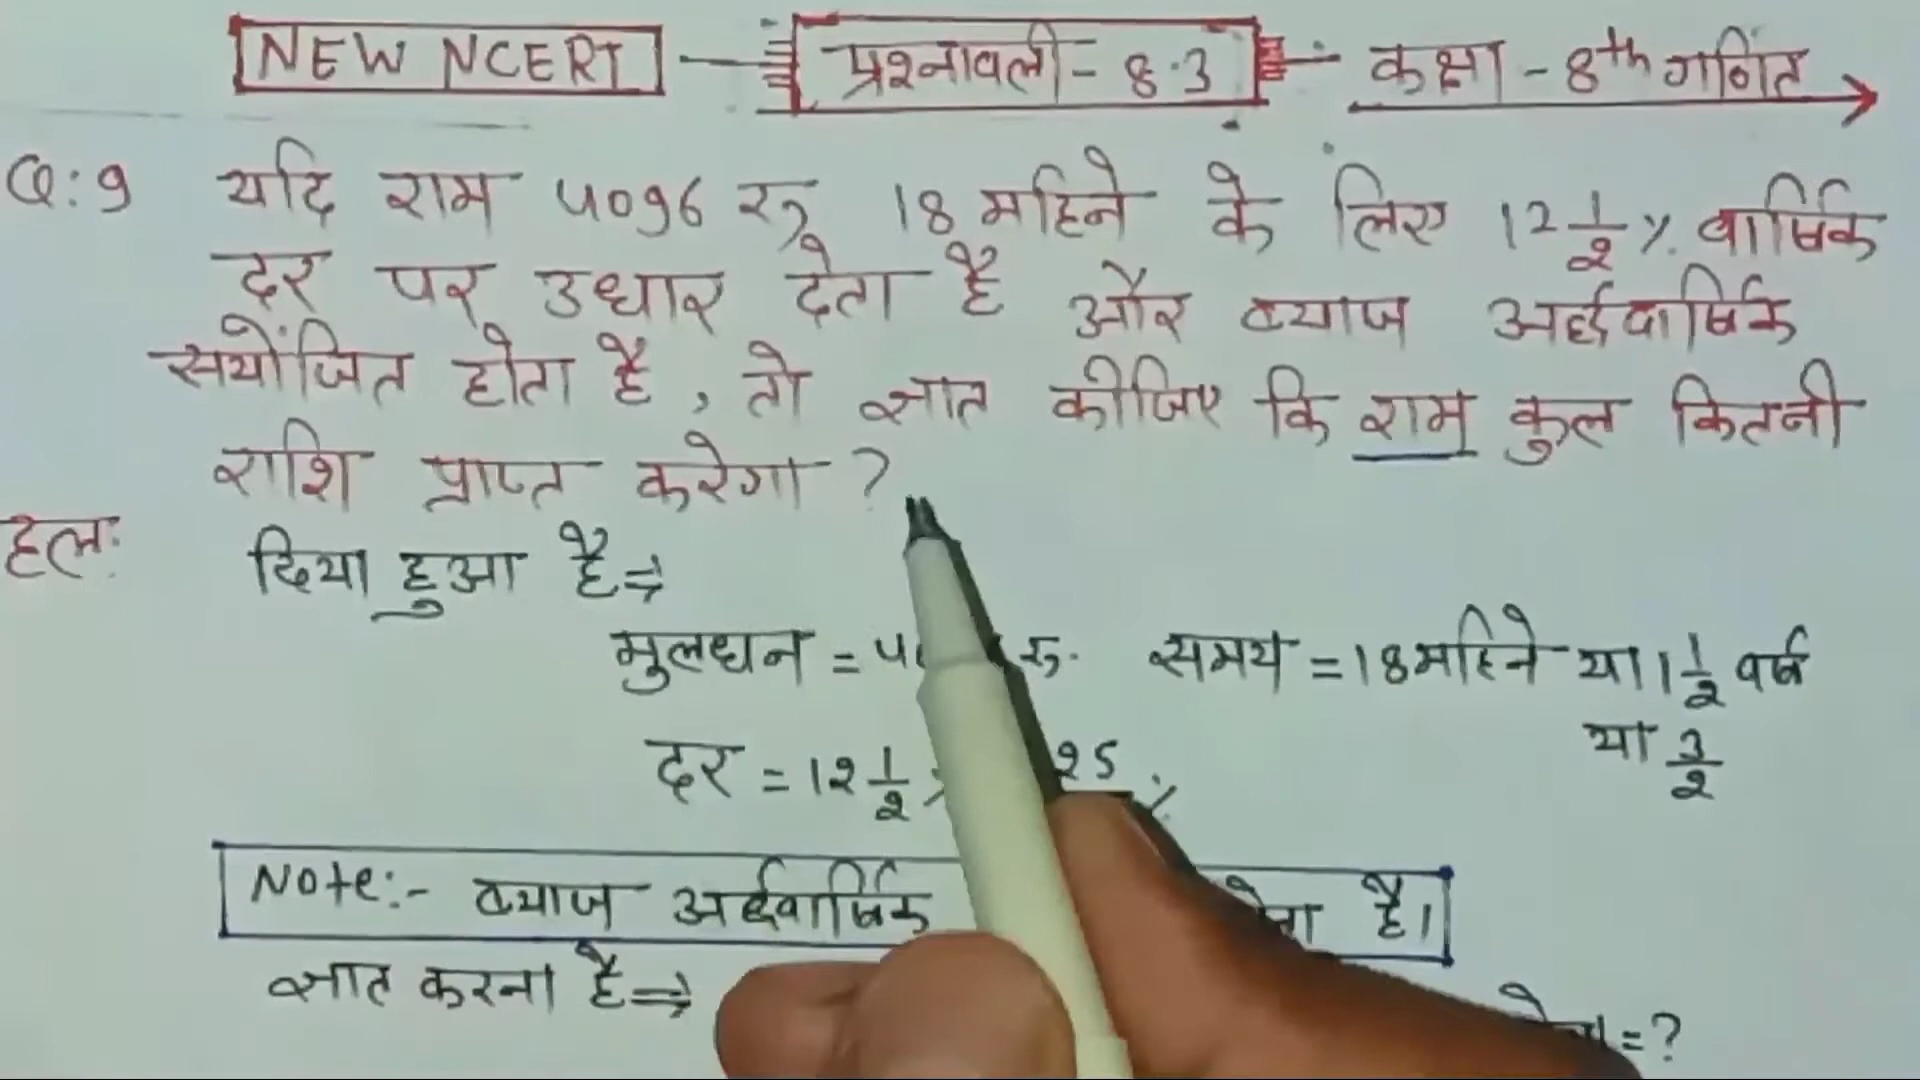 NEW NCERT प्रश्नावली - 8.3 कक्षा - 8th गणित
Q:9 यदि राम 4096 रु 18 महिने के लिए 12 1/2 % वार्षिक
दर पर उधार देता है और ब्याज अर्द्धवार्षिक
सयोंजित होता है, तो ज्ञात कीजिए कि राम कुल कितनी
राशि प्राप्त करेगा ?
हल: दिया हुआ है ⇒
मुलधन = रु. समय = 18 महिने या 1 1/2 वर्ष
या 3/2
दर = 12 1/2 % 25 %
Note:- ब्याज अर्द्धवार्षिक है।
ज्ञात करना है ⇒ = ?